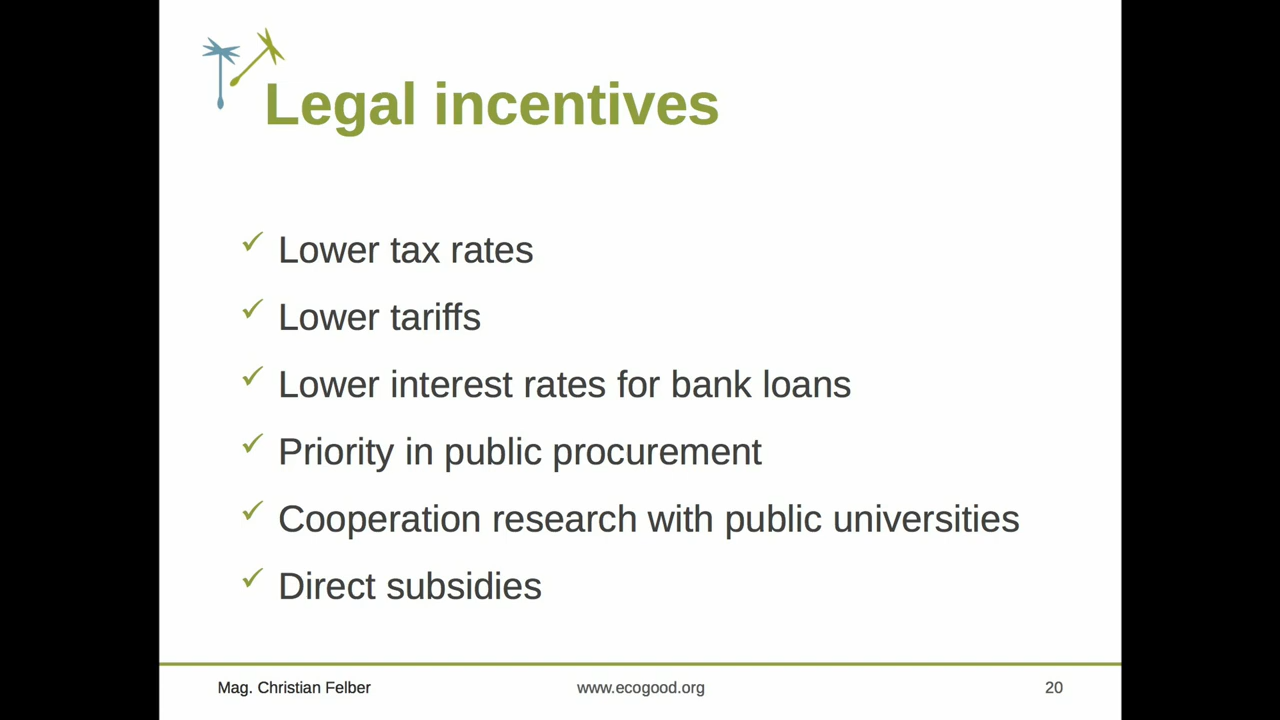 Legal incentives
✓ Lower tax rates
✓ Lower tariffs
✓ Lower interest rates for bank loans
✓ Priority in public procurement
✓ Cooperation research with public universities
✓ Direct subsidies
Mag. Christian Felber www.ecogood.org 20